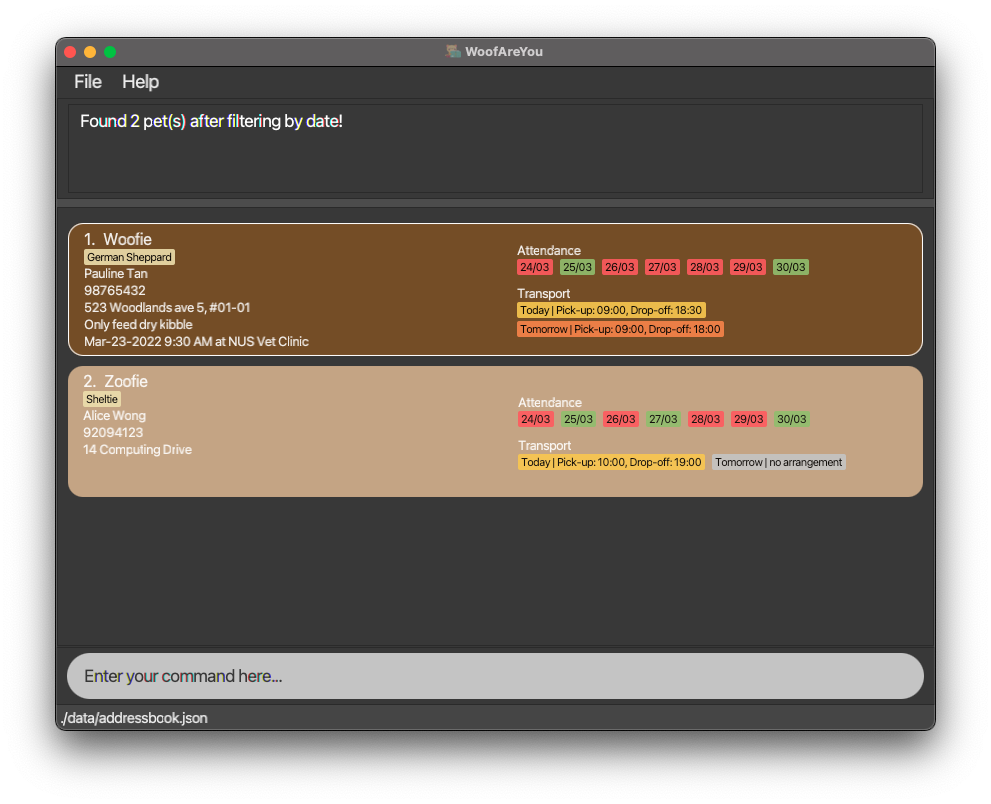 WoofAreYou
File Help
Found 2 pet(s) after filtering by date!
1. Woofie
German Sheppard
Pauline Tan
98765432
523 Woodlands ave 5, #01-01
Only feed dry kibble
Mar-23-2022 9:30 AM at NUS Vet Clinic
Attendance
24/03 25/03 26/03 27/03 28/03 29/03 30/03
Transport
Today | Pick-up: 09:00, Drop-off: 18:30
Tomorrow | Pick-up: 09:00, Drop-off: 18:00
2. Zoofie
Sheltie
Alice Wong
92094123
14 Computing Drive
Attendance
24/03 25/03 26/03 27/03 28/03 29/03 30/03
Transport
Today | Pick-up: 10:00, Drop-off: 19:00 Tomorrow | no arrangement
Enter your command here...
./data/addressbook.json